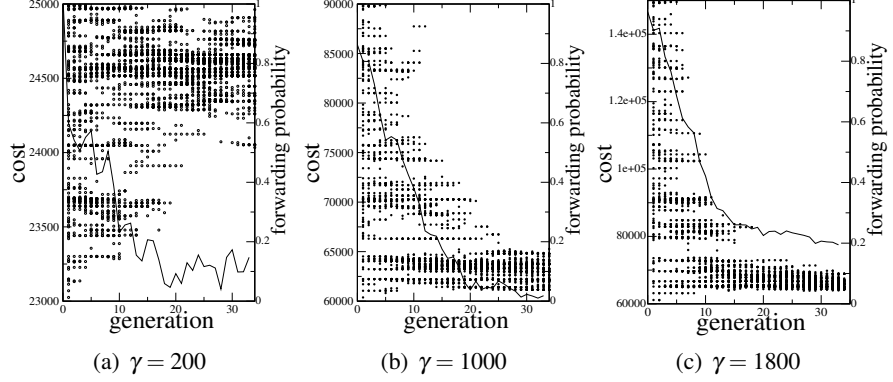 25000
24500
24000
23500
23000
cost
0 10 20 30
generation
1
0.8
0.6
0.4
0.2
0
forwarding probability
(a) γ = 200
90000
85000
80000
75000
70000
65000
60000
cost
0 10 20 30
generation
1
0.8
0.6
0.4
0.2
0
forwarding probability
(b) γ = 1000
1.4e+05
1.2e+05
1e+05
80000
60000
cost
0 10 20 30
generation
1
0.8
0.6
0.4
0.2
0
forwarding probability
(c) γ = 1800